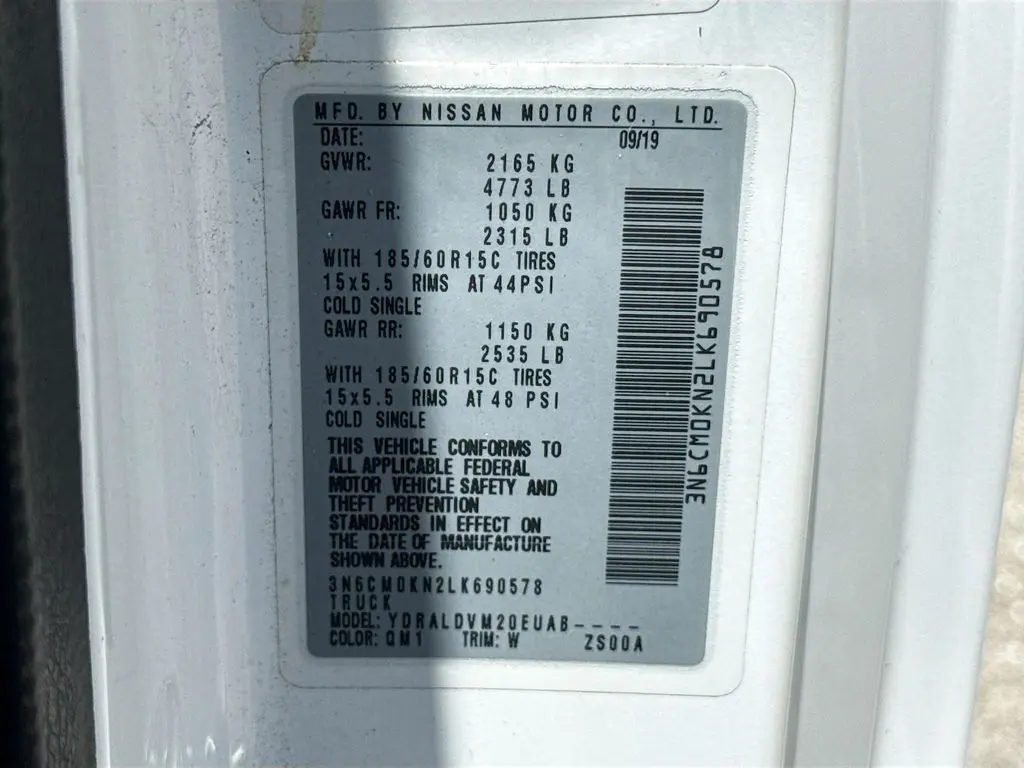 MFD. BY NISSAN MOTOR CO., LTD.
DATE: 09/19
GVWR: 2165 KG
4773 LB
GAWR FR: 1050 KG
2315 LB
WITH 185/60R15C TIRES
15x5.5 RIMS AT 44PSI
COLD SINGLE
GAWR RR: 1150 KG
2535 LB
WITH 185/60R15C TIRES
15x5.5 RIMS AT 48 PSI
COLD SINGLE
THIS VEHICLE CONFORMS TO
ALL APPLICABLE FEDERAL
MOTOR VEHICLE SAFETY AND
THEFT PREVENTION
STANDARDS IN EFFECT ON
THE DATE OF MANUFACTURE
SHOWN ABOVE.
3N6CM0KN2LK690578
TRUCK
MODEL: YDRALDVM20EUAB----
COLOR: QM1 TRIM: W ZS00A
3N6CM0KN2LK690578